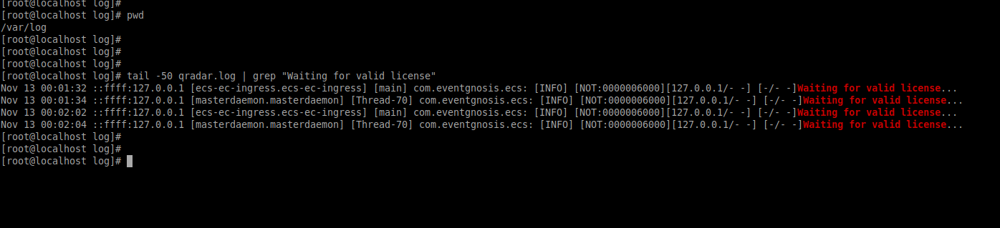 [root@localhost log]#
[root@localhost log]# pwd
/var/log
[root@localhost log]#
[root@localhost log]#
[root@localhost log]#
[root@localhost log]# tail -50 qradar.log | grep "Waiting for valid license"
Nov 13 00:01:32 ::ffff:127.0.0.1 [ecs-ec-ingress.ecs-ec-ingress] [main] com.eventgnosis.ecs: [INFO] [NOT:0000006000][127.0.0.1/- -] [-/- -]Waiting for valid license...
Nov 13 00:01:34 ::ffff:127.0.0.1 [masterdaemon.masterdaemon] [Thread-70] com.eventgnosis.ecs: [INFO] [NOT:0000006000][127.0.0.1/- -] [-/- -]Waiting for valid license...
Nov 13 00:02:02 ::ffff:127.0.0.1 [ecs-ec-ingress.ecs-ec-ingress] [main] com.eventgnosis.ecs: [INFO] [NOT:0000006000][127.0.0.1/- -] [-/- -]Waiting for valid license...
Nov 13 00:02:04 ::ffff:127.0.0.1 [masterdaemon.masterdaemon] [Thread-70] com.eventgnosis.ecs: [INFO] [NOT:0000006000][127.0.0.1/- -] [-/- -]Waiting for valid license...
[root@localhost log]#
[root@localhost log]#
[root@localhost log]#